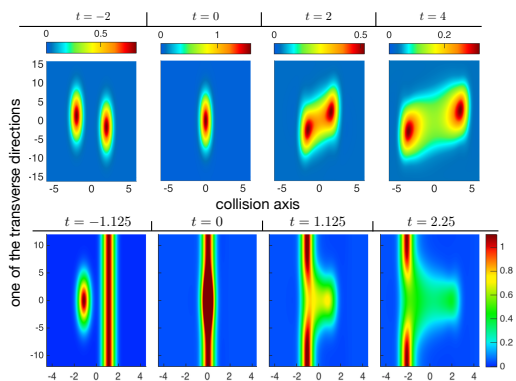 t = −2 t = 0 t = 2 t = 4
0 0.5 0 1 0 0.5 0 0.2
15
10
5
0
-5
-10
-15
-5 0 5 -5 0 5 -5 0 5 -5 0 5
collision axis
one of the transverse directions
t = −1.125 t = 0 t = 1.125 t = 2.25
10
5
0
-5
-10
-4 -2 0 2 4 -4 -2 0 2 4 -4 -2 0 2 4 -4 -2 0 2 4
1
0.8
0.6
0.4
0.2
0